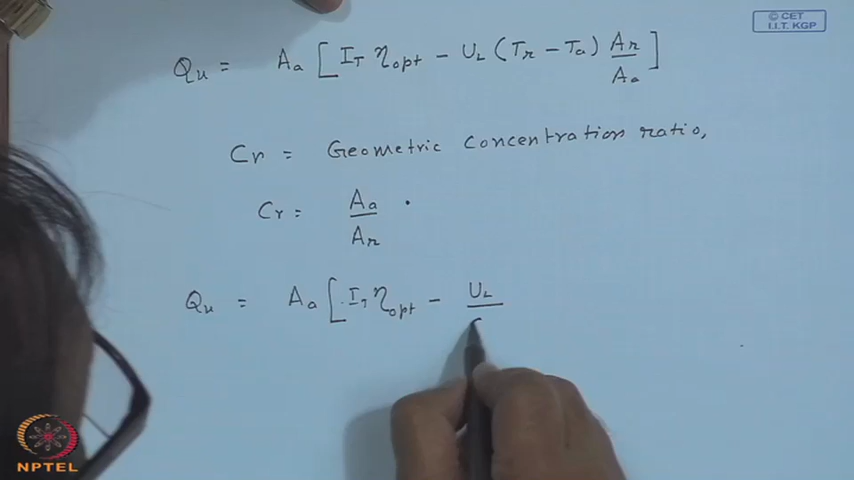 © CET
I.I.T. KGP
Qu = Aa [ IT ηopt - UL (Tr - Ta) Ar / Aa ]
Cr = Geometric concentration ratio,
Cr = Aa / Ar .
Qu = Aa [ IT ηopt - UL /
NPTEL